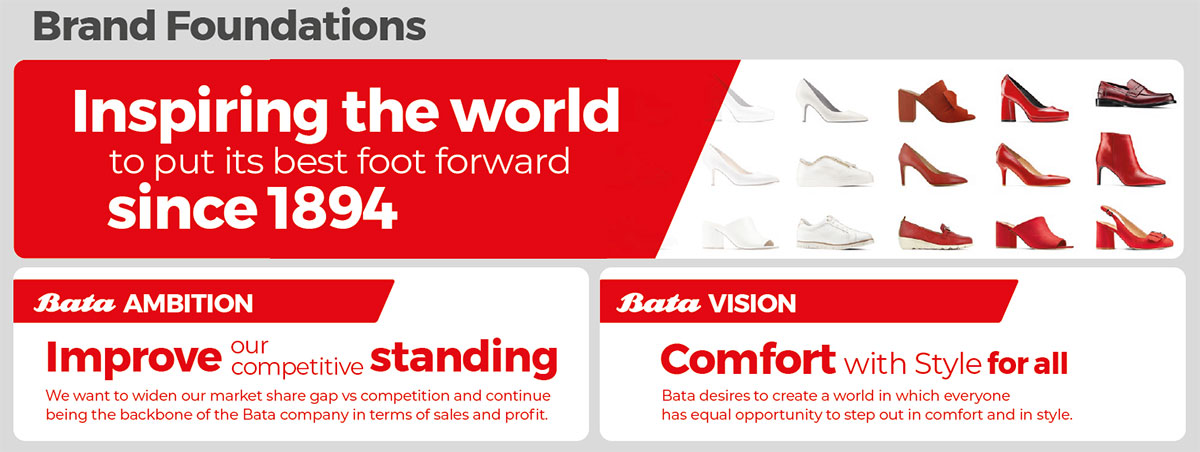 Brand Foundations
Inspiring the world
to put its best foot forward
since 1894
Bata AMBITION
Improve our competitive standing
We want to widen our market share gap vs competition and continue
being the backbone of the Bata company in terms of sales and profit.
Bata VISION
Comfort with Style for all
Bata desires to create a world in which everyone
has equal opportunity to step out in comfort and in style.